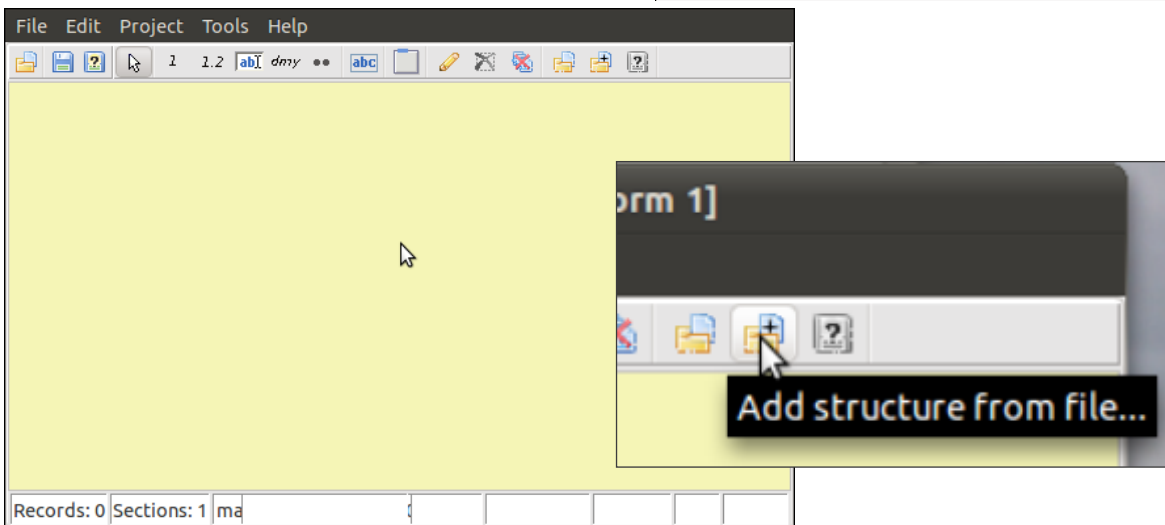 File Edit Project Tools Help
1 1.2 ab dmy abc
orm 1]
Add structure from file...
Records: 0 Sections: 1 ma